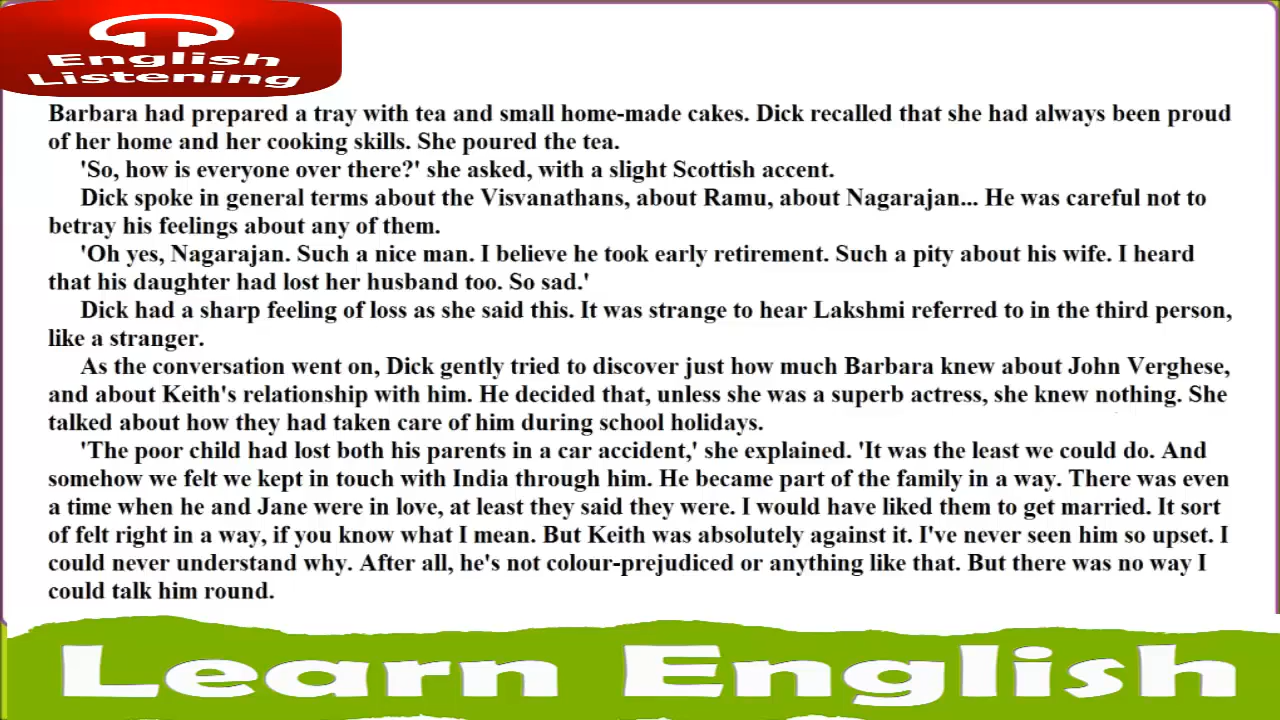 English
Listening
Barbara had prepared a tray with tea and small home-made cakes. Dick recalled that she had always been proud
of her home and her cooking skills. She poured the tea.
'So, how is everyone over there?' she asked, with a slight Scottish accent.
Dick spoke in general terms about the Visvanathans, about Ramu, about Nagarajan... He was careful not to
betray his feelings about any of them.
'Oh yes, Nagarajan. Such a nice man. I believe he took early retirement. Such a pity about his wife. I heard
that his daughter had lost her husband too. So sad.'
Dick had a sharp feeling of loss as she said this. It was strange to hear Lakshmi referred to in the third person,
like a stranger.
As the conversation went on, Dick gently tried to discover just how much Barbara knew about John Verghese,
and about Keith's relationship with him. He decided that, unless she was a superb actress, she knew nothing. She
talked about how they had taken care of him during school holidays.
'The poor child had lost both his parents in a car accident,' she explained. 'It was the least we could do. And
somehow we felt we kept in touch with India through him. He became part of the family in a way. There was even
a time when he and Jane were in love, at least they said they were. I would have liked them to get married. It sort
of felt right in a way, if you know what I mean. But Keith was absolutely against it. I've never seen him so upset. I
could never understand why. After all, he's not colour-prejudiced or anything like that. But there was no way I
could talk him round.
Learn English